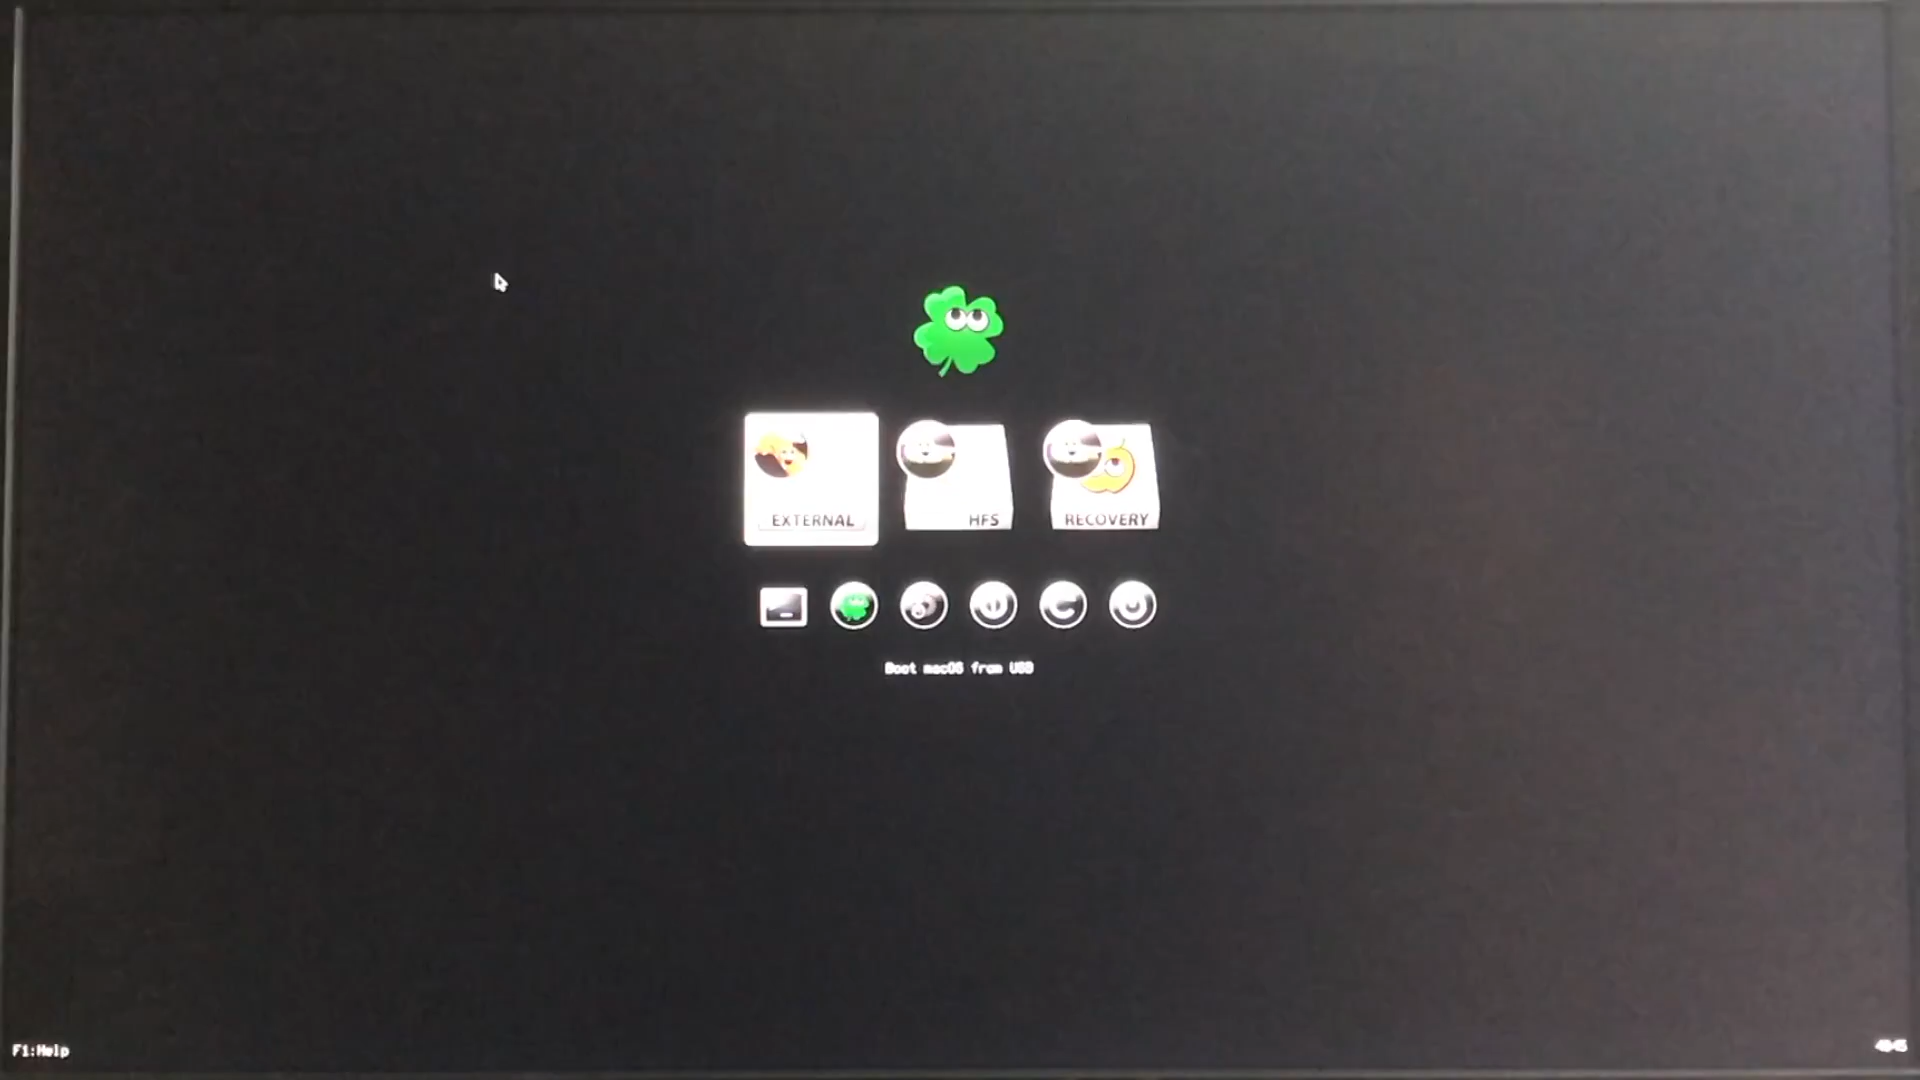 EXTERNAL
HFS
RECOVERY
Boot macOS from USB
F1:Help